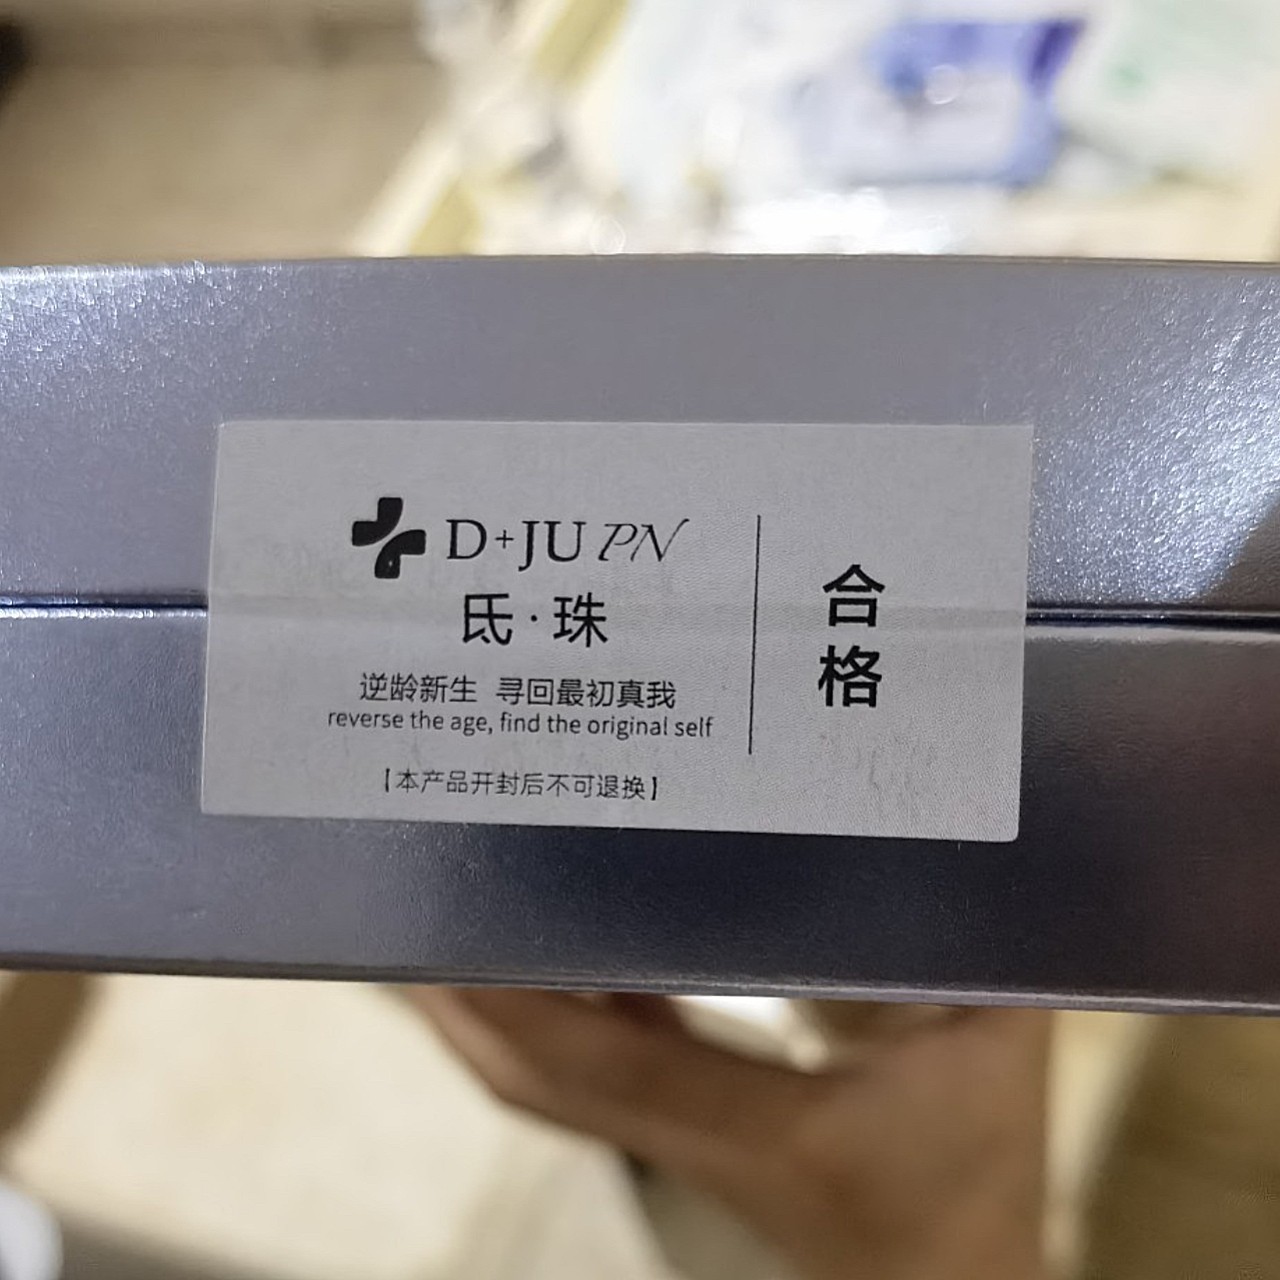 D+JU PN
氐·珠
逆龄新生 寻回最初真我
reverse the age, find the original self
【本产品开封后不可退换】
合格